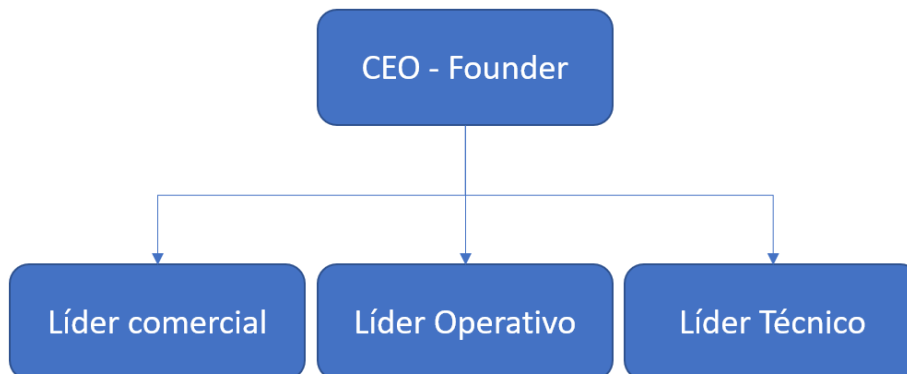 CEO - Founder
Líder comercial
Líder Operativo
Líder Técnico